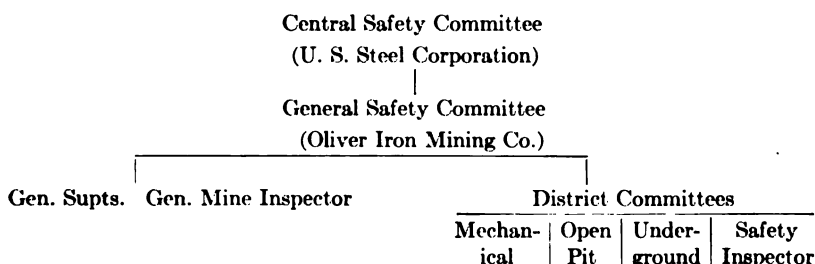 Central Safety Committee
(U. S. Steel Corporation)
General Safety Committee
(Oliver Iron Mining Co.)
Gen. Supts. Gen. Mine Inspector District Committees
Mechan- Open Under- Safety
ical Pit ground Inspector